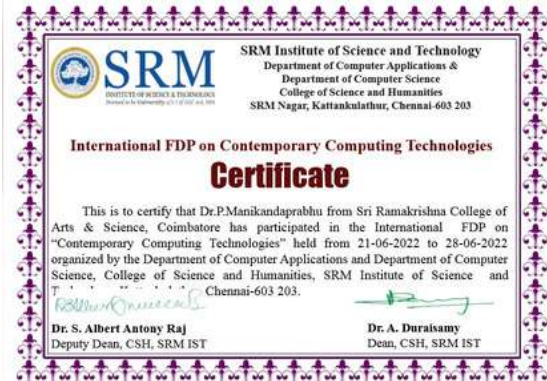 SRM
INSTITUTE OF SCIENCE & TECHNOLOGY
SRM Institute of Science and Technology
Department of Computer Applications &
Department of Computer Science
College of Science and Humanities
SRM Nagar, Kattankulathur, Chennai-603 203
International FDP on Contemporary Computing Technologies
Certificate
This is to certify that Dr.P.Manikandaprabhu from Sri Ramakrishna College of
Arts & Science, Coimbatore has participated in the International FDP on
“Contemporary Computing Technologies” held from 21-06-2022 to 28-06-2022
organized by the Department of Computer Applications and Department of Computer
Science, College of Science and Humanities, SRM Institute of Science and
Chennai-603 203.
Dr. S. Albert Antony Raj
Deputy Dean, CSH, SRM IST
Dr. A. Duraisamy
Dean, CSH, SRM IST